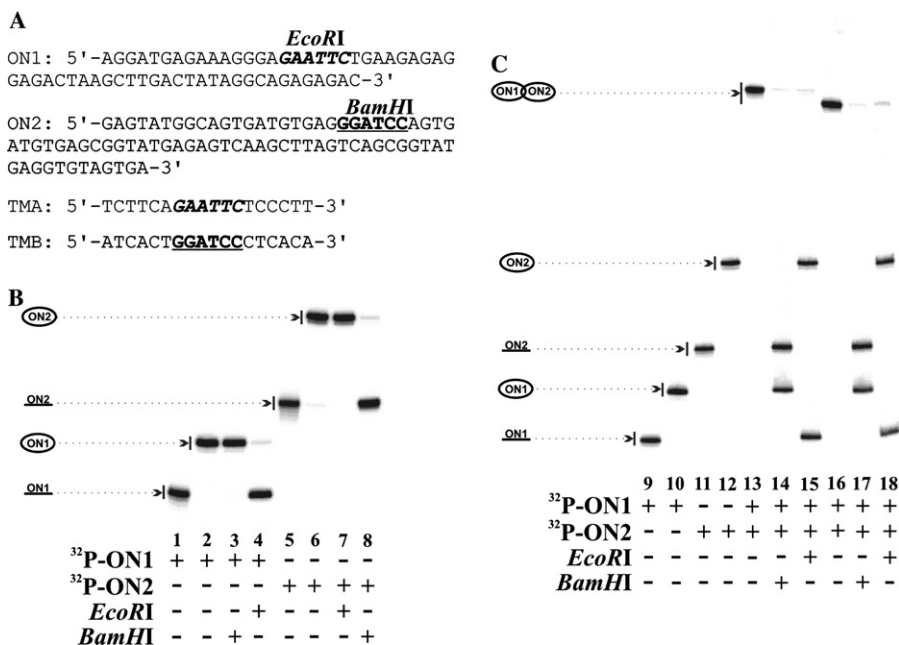 A
EcoRI
ON1: 5'-AGGATGAGAAAGGGAGAATTCTGAAGAGAG
GAGACTAAGCTTGACTATAGGCAGAGAGAC-3'
BamHI
ON2: 5'-GAGTATGGCAGTGATGTGAGGGATCCAGTG
ATGTGAGCGGTATGAGAGTCAAGCTTAGTCAGCGGTAT
GAGGTGTAGTGA-3'
TMA: 5'-TCTTCAGAATTCTCCCTT-3'
TMB: 5'-ATCACTGGATCCCTCACA-3'
B
ON2
ON2
ON1
ON1
1 2 3 4 5 6 7 8
32P-ON1 + + + + - - - -
32P-ON2 - - - - + + + +
EcoRI - - - + - - + -
BamHI - - + - - - - +
C
ON1 ON2
ON2
ON2
ON1
ON1
9 10 11 12 13 14 15 16 17 18
32P-ON1 + + - - + + + + + +
32P-ON2 - - + + + + + + + +
EcoRI - - - - - - + - - +
BamHI - - - - - + - - + -